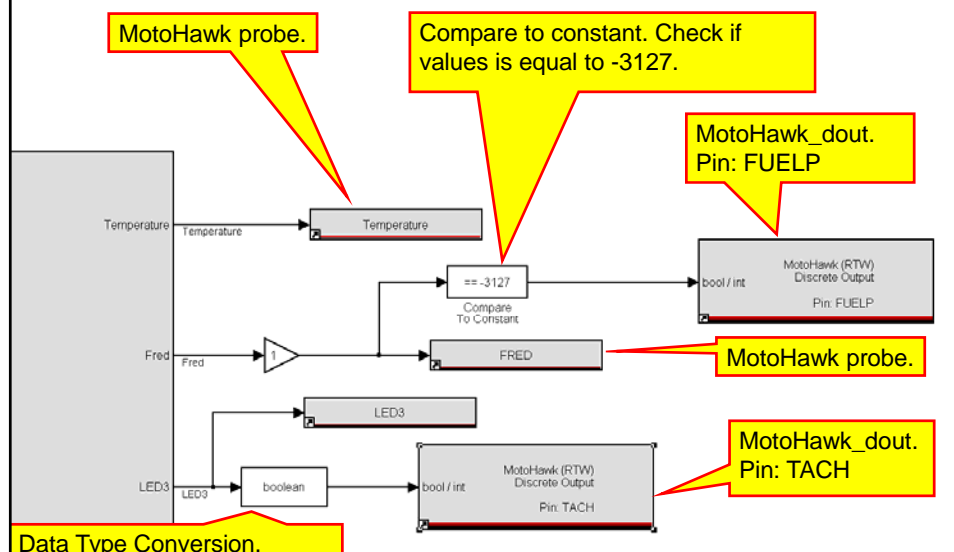 MotoHawk probe.
Compare to constant. Check if
values is equal to -3127.
MotoHawk_dout.
Pin: FUELP
Temperature
Temperature
Temperature
== -3127
Compare
To Constant
bool / int
MotoHawk (RTW)
Discrete Output
Pin: FUELP
Fred
Fred
1
FRED
MotoHawk probe.
LED3
MotoHawk_dout.
Pin: TACH
LED3
LED3
boolean
bool / int
MotoHawk (RTW)
Discrete Output
Pin: TACH
Data Type Conversion.